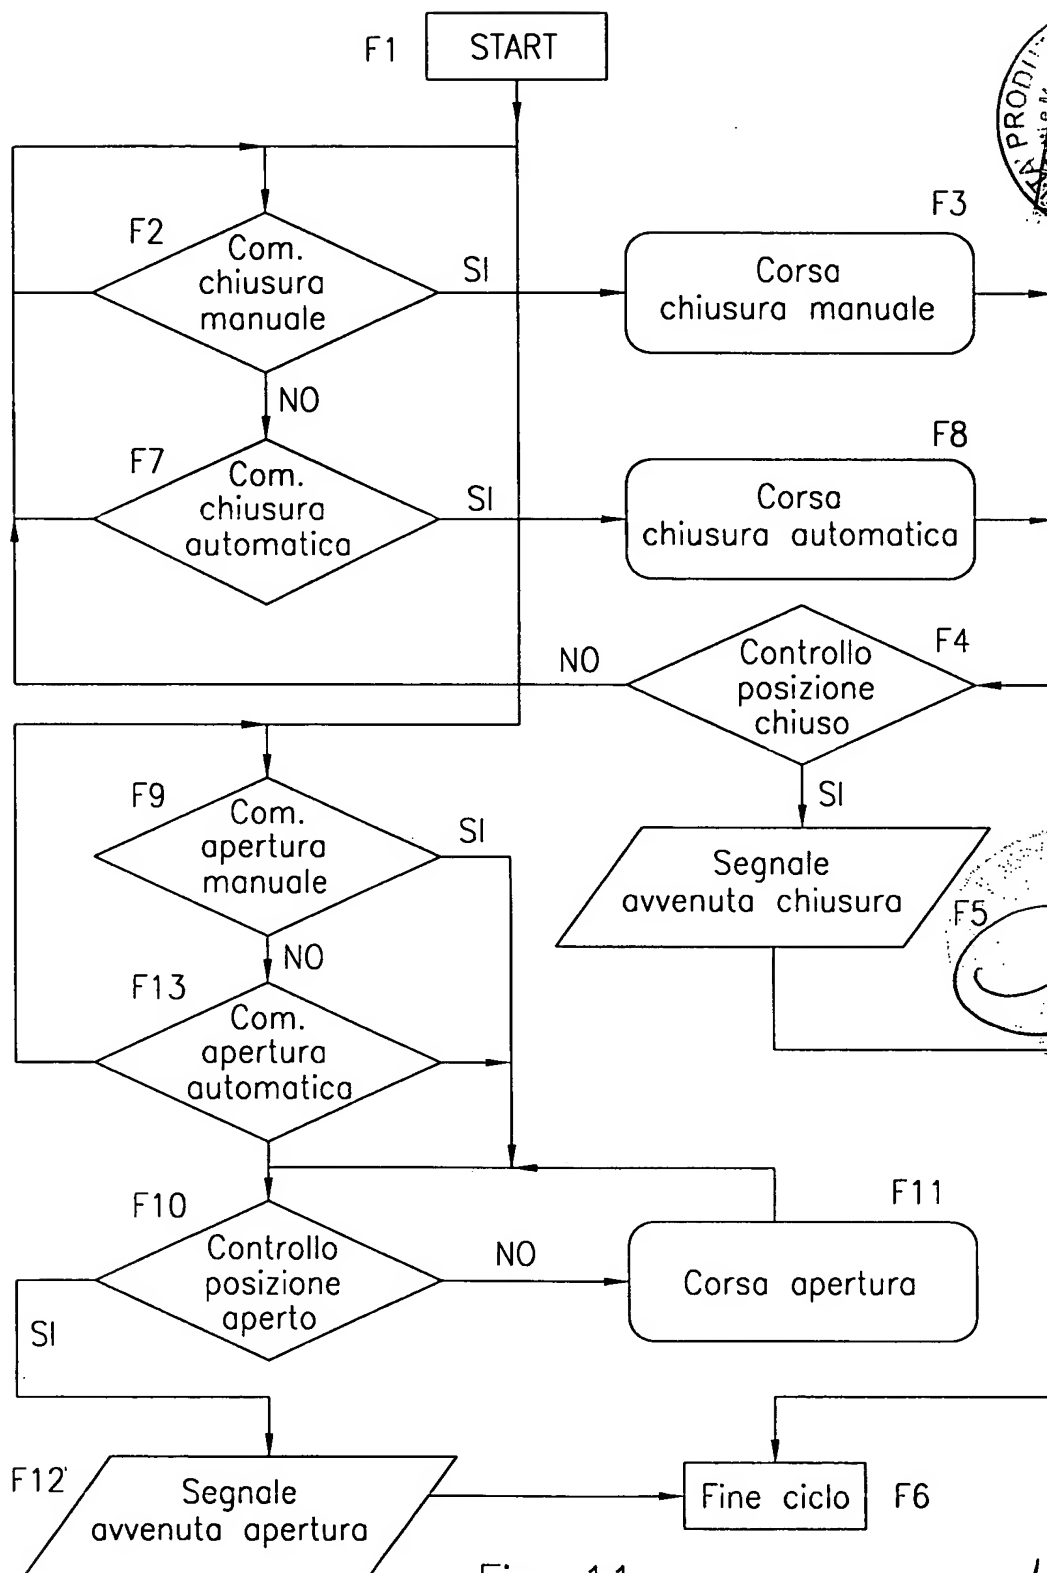 F1
START
F2
Com.
chiusura
manuale
SI
F3
Corsa
chiusura manuale
NO
F7
Com.
chiusura
automatica
SI
F8
Corsa
chiusura automatica
NO
F4
Controllo
posizione
chiuso
SI
F9
Com.
apertura
manuale
SI
Segnale
avvenuta chiusura
F5
NO
F13
Com.
apertura
automatica
F10
Controllo
posizione
aperto
NO
F11
Corsa apertura
SI
F12
Segnale
avvenuta apertura
Fine ciclo
F6